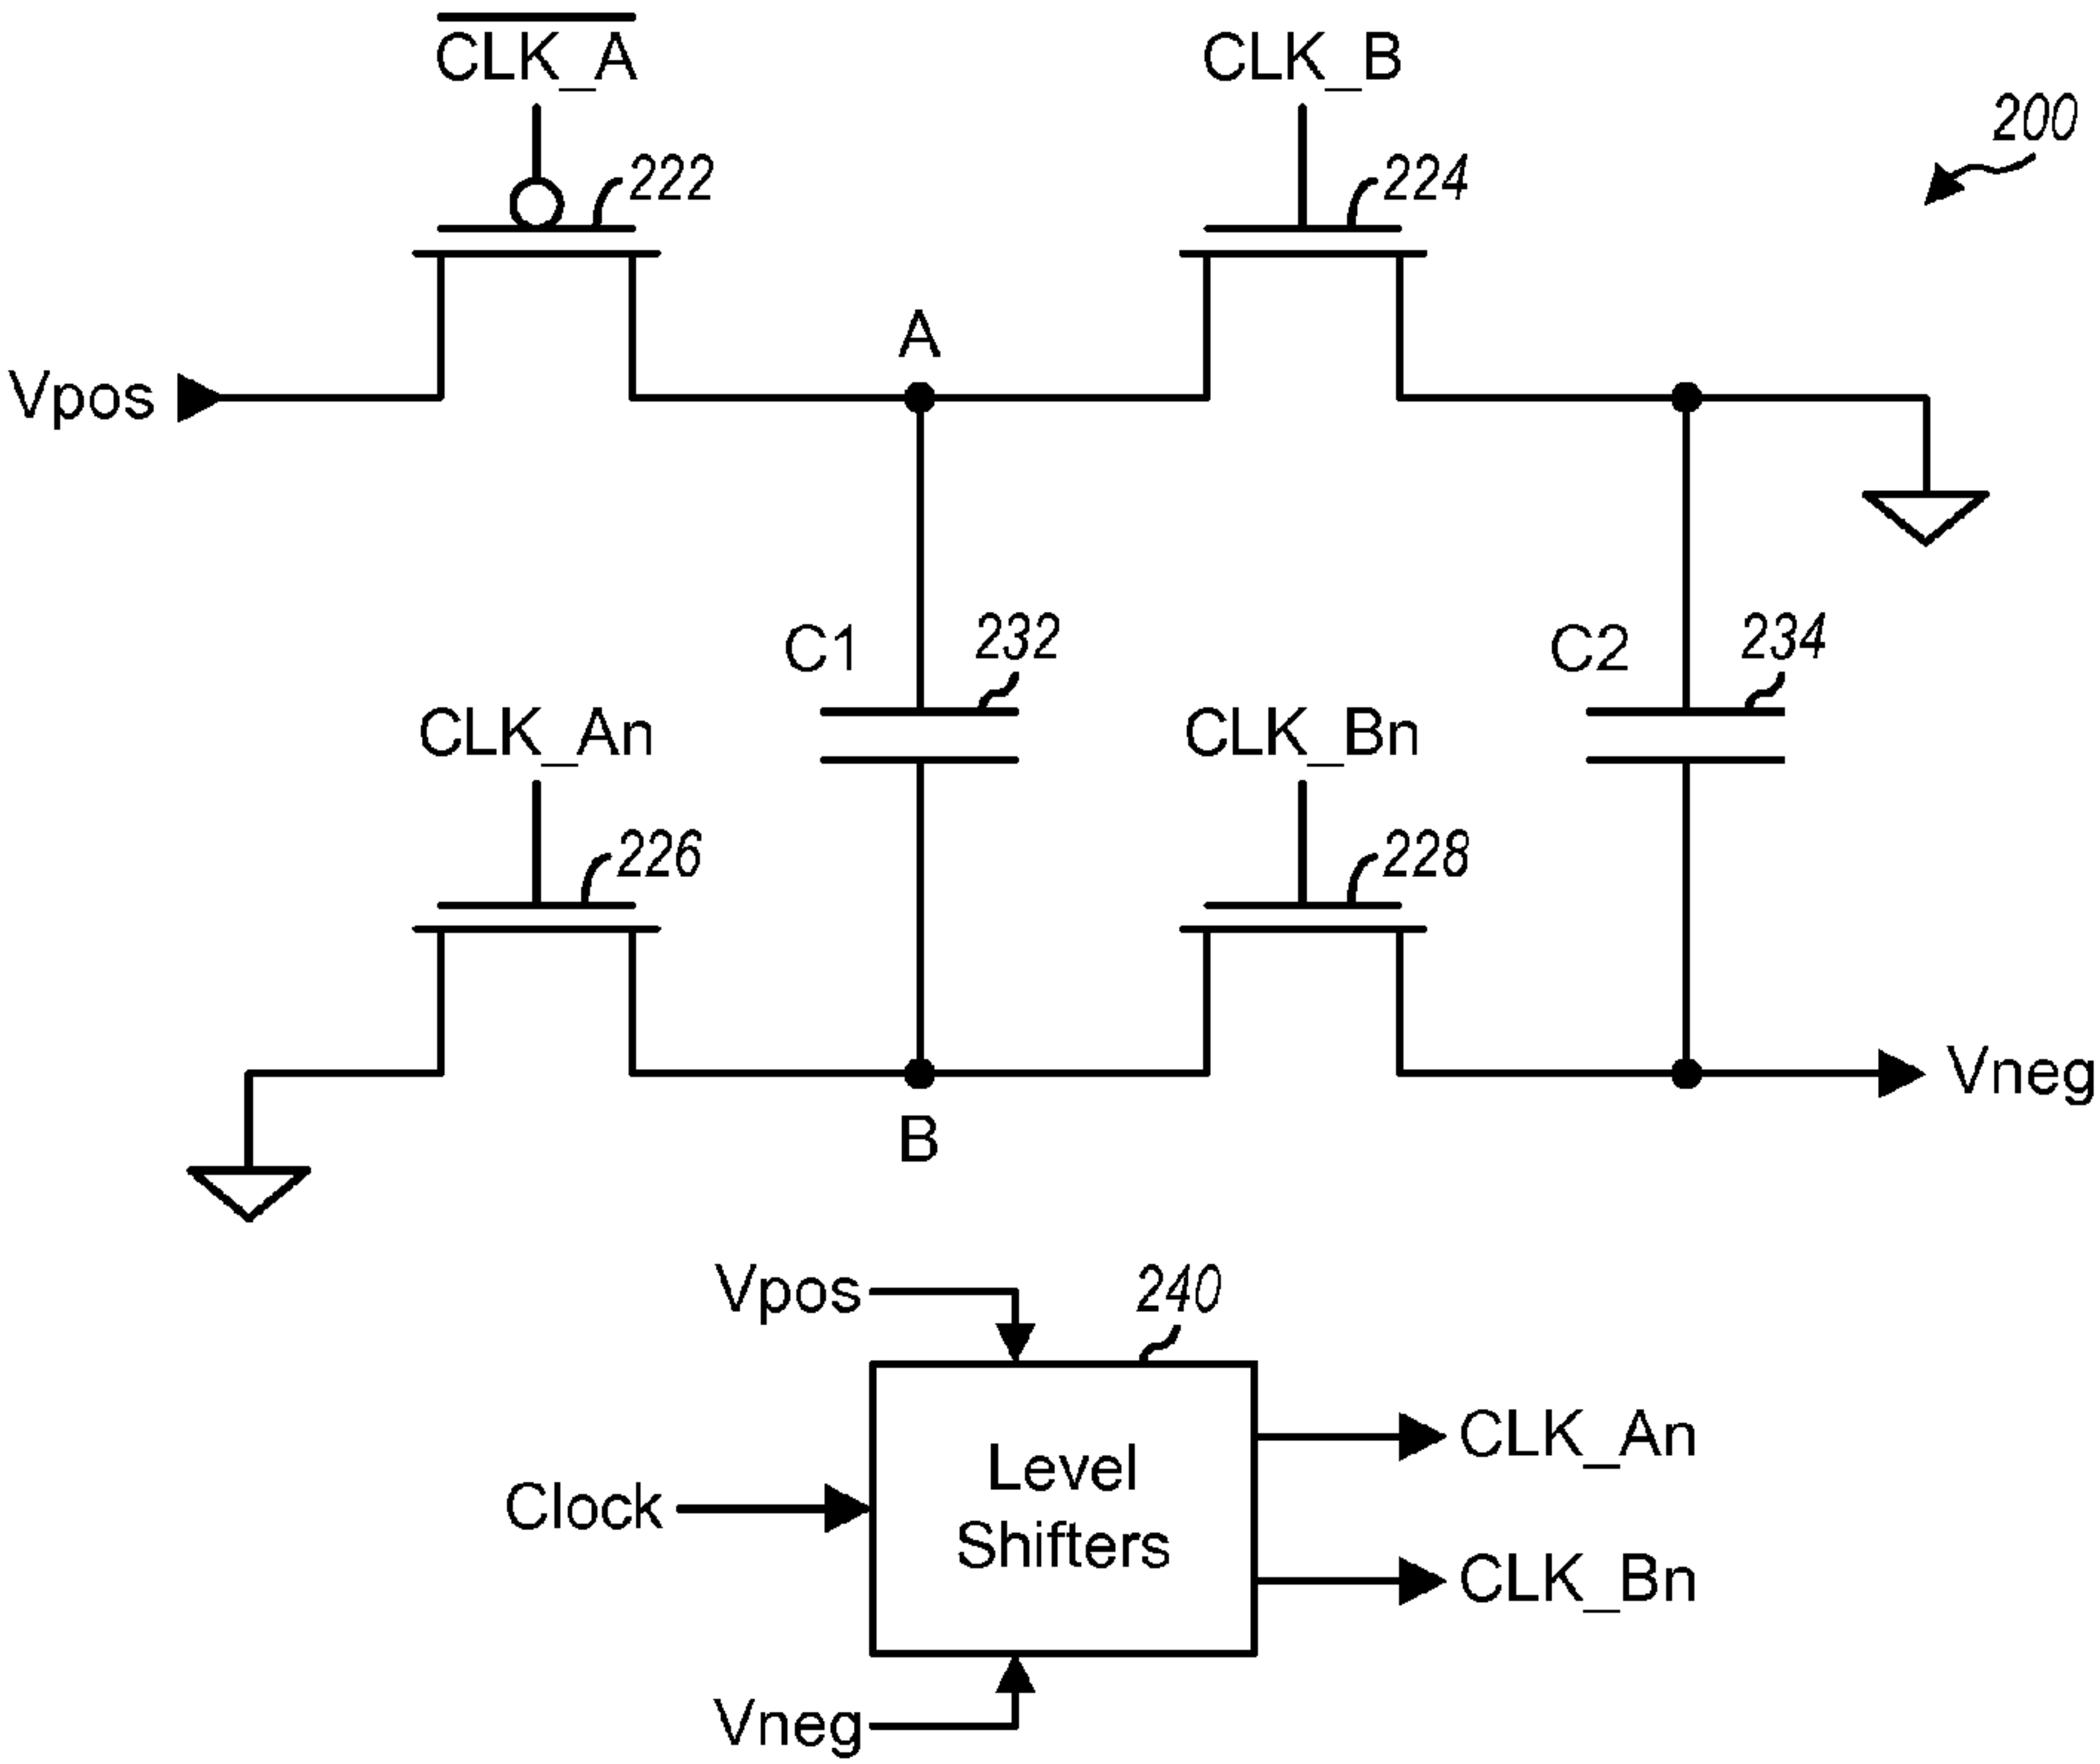 C̅L̅K̅_̅A̅
CLK_B
200
222
224
A
Vpos
C1
232
C2
234
CLK_An
CLK_Bn
226
228
Vneg
B
Vpos
240
CLK_An
Level
Shifters
Clock
CLK_Bn
Vneg